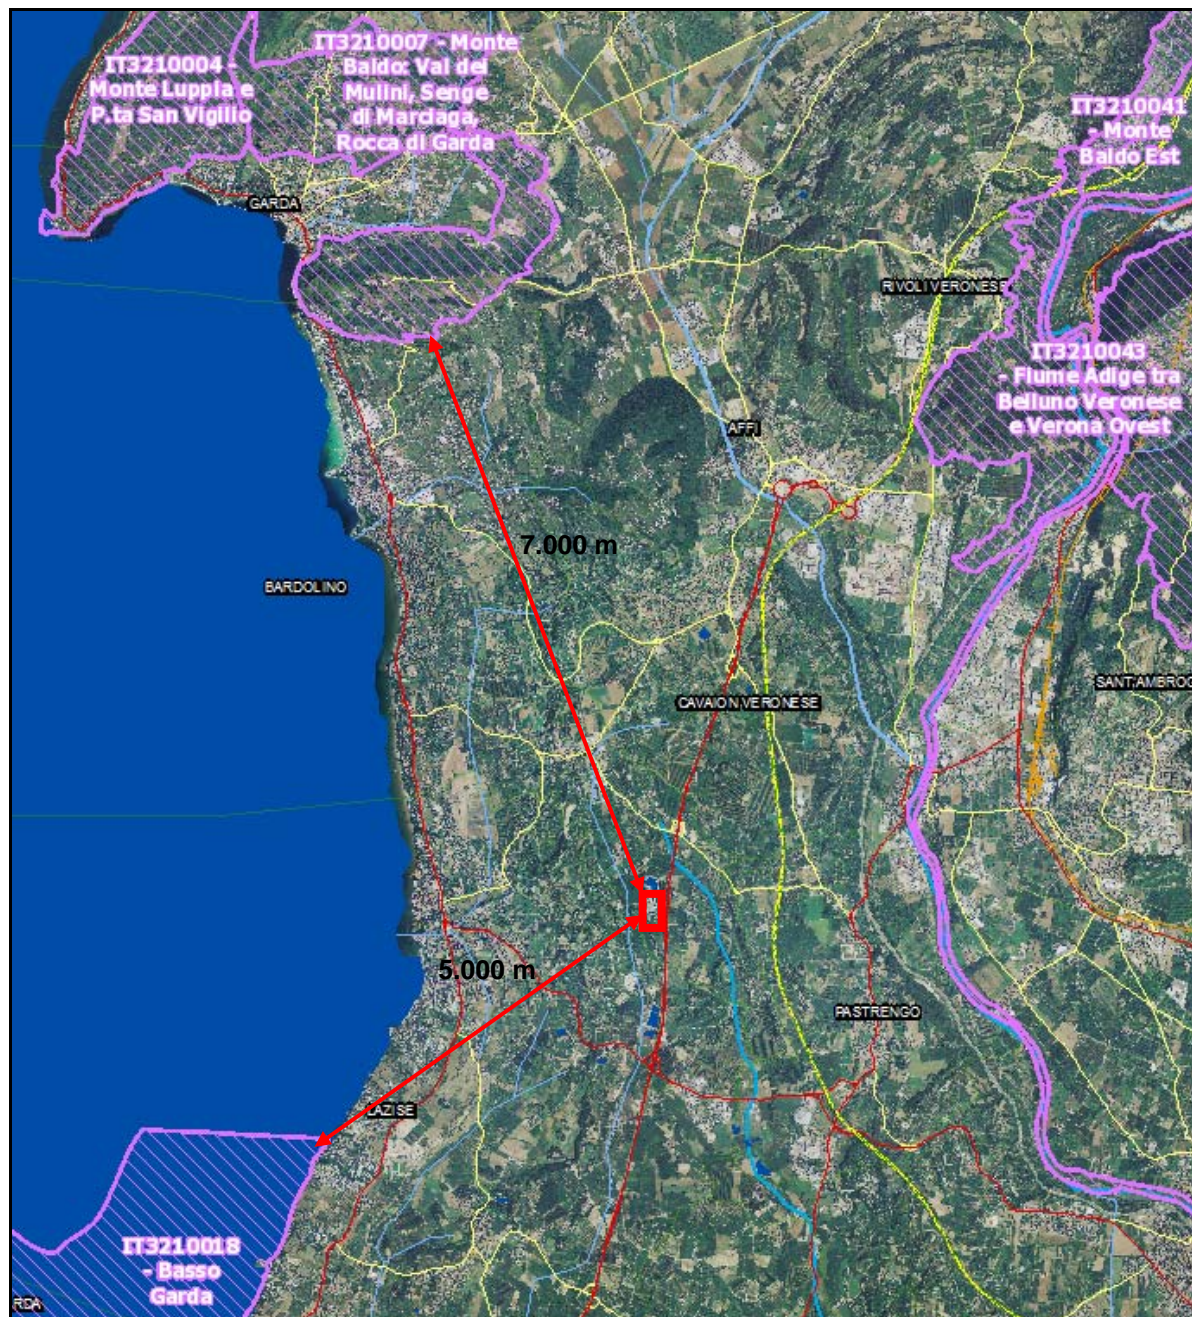 IT3210004 -
Monte Luppia e
P.ta San Vigilio
IT3210007 - Monte
Baldo: Val dei
Mulini, Senge
di Marciaga,
Rocca di Garda
IT3210041
- Monte
Baldo Est
GARDA
RIVOLI VERONESE
IT3210043
- Fiume Adige tra
Belluno Veronese
e Verona Ovest
AFFI
7.000 m
BARDOLINO
SANT'AMBROG
CAVAION VERONESE
5.000 m
PASTRENGO
LAZISE
IT3210018
- Basso
Garda
RDA